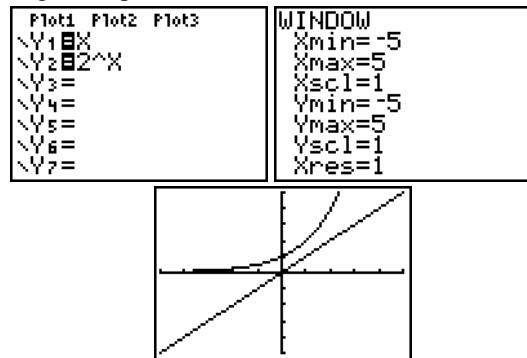 Plot1 Plot2 Plot3
\Y1=X
\Y2=2^X
\Y3=
\Y4=
\Y5=
\Y6=
\Y7=
WINDOW
Xmin=-5
Xmax=5
Xscl=1
Ymin=-5
Ymax=5
Yscl=1
Xres=1